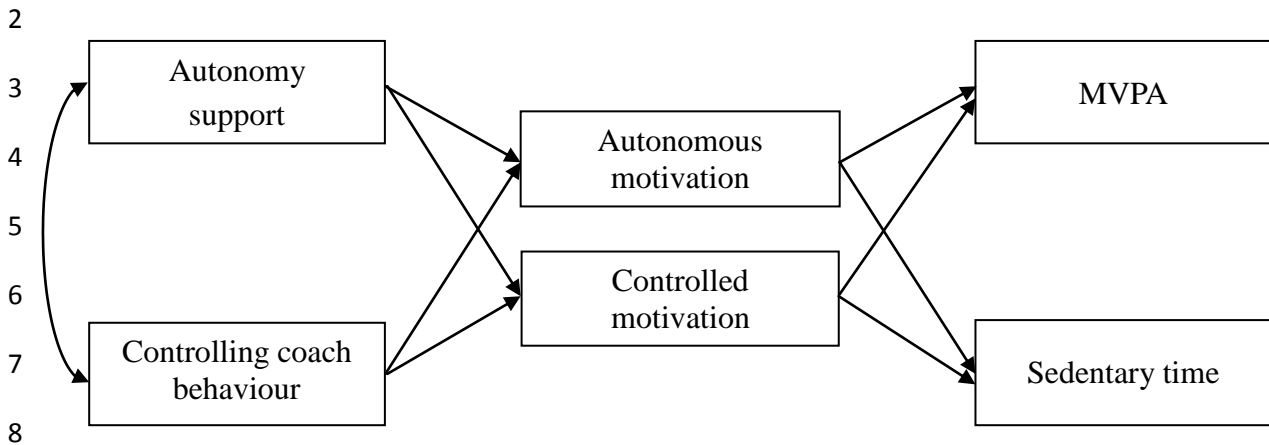 2
Autonomy
support
3
MVPA
4
Autonomous
motivation
5
6
Controlled
motivation
7
Controlling coach
behaviour
Sedentary time
8